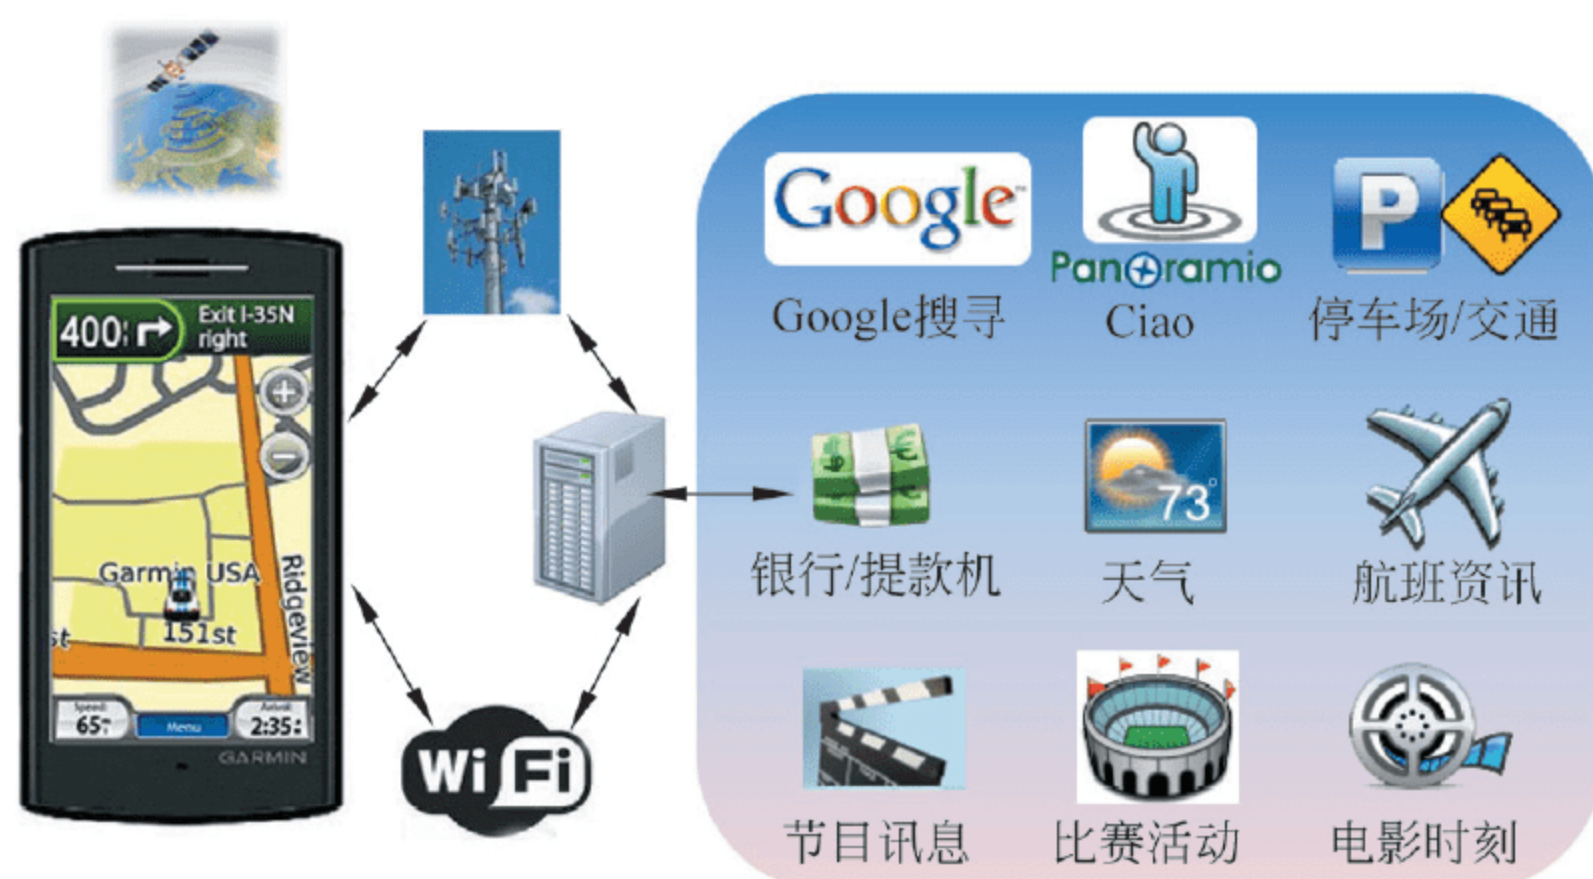 400
Exit I-35N
right
Garmin USA
Ridgeview
151st
st
Speed:
65
Menu
2:35
GARMIN
Wi Fi
Google
Google搜寻
Panoramio
Ciao
P
停车场/交通
银行/提款机
73°
天气
航班资讯
节目讯息
比赛活动
电影时刻